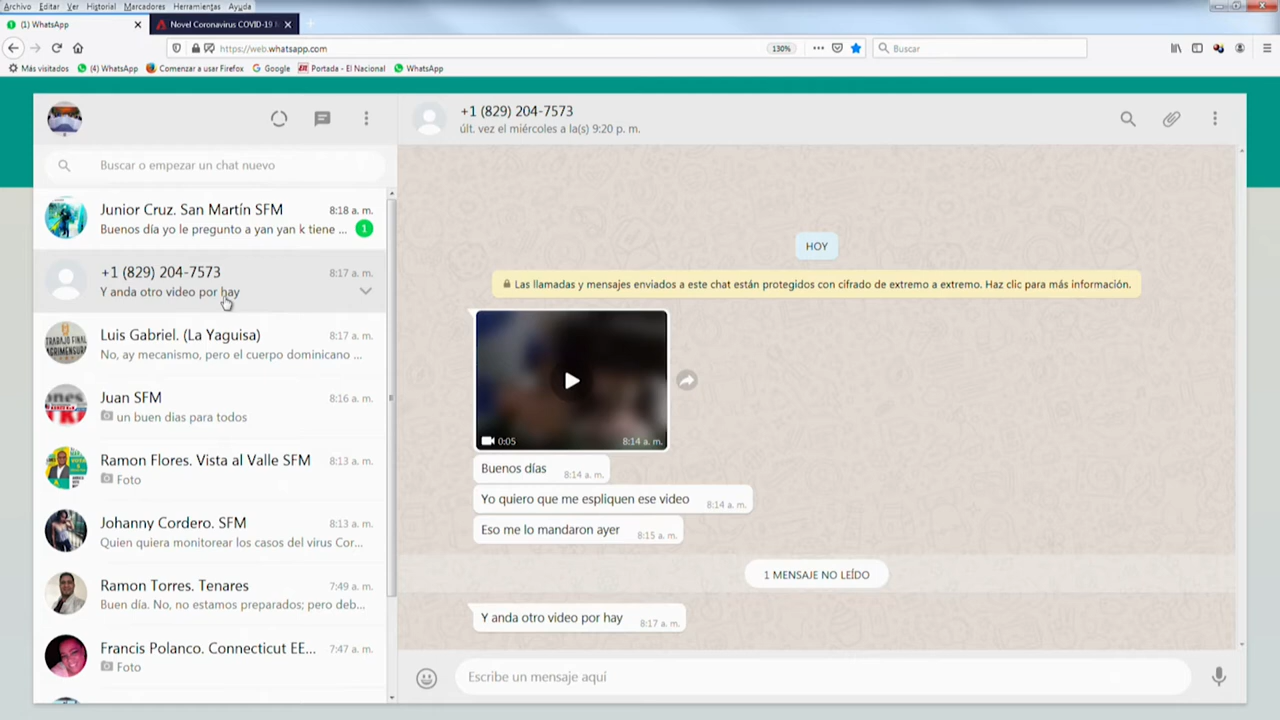 Archivo Editar Ver Historial Marcadores Herramientas Ayuda
(1) WhatsApp
Novel Coronavirus COVID-19
https://web.whatsapp.com
130%
Buscar
Más visitados
(4) WhatsApp
Comenzar a usar Firefox
Google
Portada - El Nacional
WhatsApp
+1 (829) 204-7573
últ. vez el miércoles a la(s) 9:20 p. m.
Buscar o empezar un chat nuevo
Junior Cruz. San Martín SFM 8:18 a. m.
Buenos día yo le pregunto a yan yan k tiene ... 1
+1 (829) 204-7573 8:17 a. m.
Y anda otro video por hay
Luis Gabriel. (La Yaguisa) 8:17 a. m.
No, ay mecanismo, pero el cuerpo dominicano ...
Juan SFM 8:16 a. m.
un buen dias para todos
Ramon Flores. Vista al Valle SFM 8:13 a. m.
Foto
Johanny Cordero. SFM 8:13 a. m.
Quien quiera monitorear los casos del virus Cor...
Ramon Torres. Tenares 7:49 a. m.
Buen día. No, no estamos preparados; pero deb...
Francis Polanco. Connecticut EE... 7:47 a. m.
Foto
HOY
Las llamadas y mensajes enviados a este chat están protegidos con cifrado de extremo a extremo. Haz clic para más información.
0:05 8:14 a. m.
Buenos días 8:14 a. m.
Yo quiero que me espliquen ese video 8:14 a. m.
Eso me lo mandaron ayer 8:15 a. m.
1 MENSAJE NO LEÍDO
Y anda otro video por hay 8:17 a. m.
Escribe un mensaje aquí